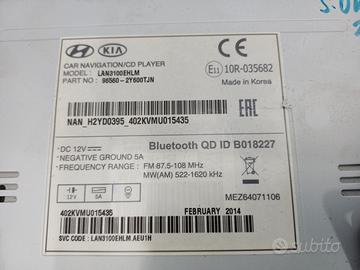 HYUNDAI KIA
CAR NAVIGATION/CD PLAYER
MODEL : LAN3100EHLM
PART NO : 96560-2Y600TJN
CE
E11 10R-035682
Made in Korea
NAN_H2YD0395_402KVMU015435
EAC
DC 12V
NEGATIVE GROUND 5A
FREQUENCY RANGE : FM 87.5-108 MHz
MW(AM) 522-1620 kHz
Bluetooth QD ID B018227
12V 5A
MEZ64071106
402KVMU015435
FEBRUARY 2014
SVC CODE : LAN3100EHLM.AEU1H
subito